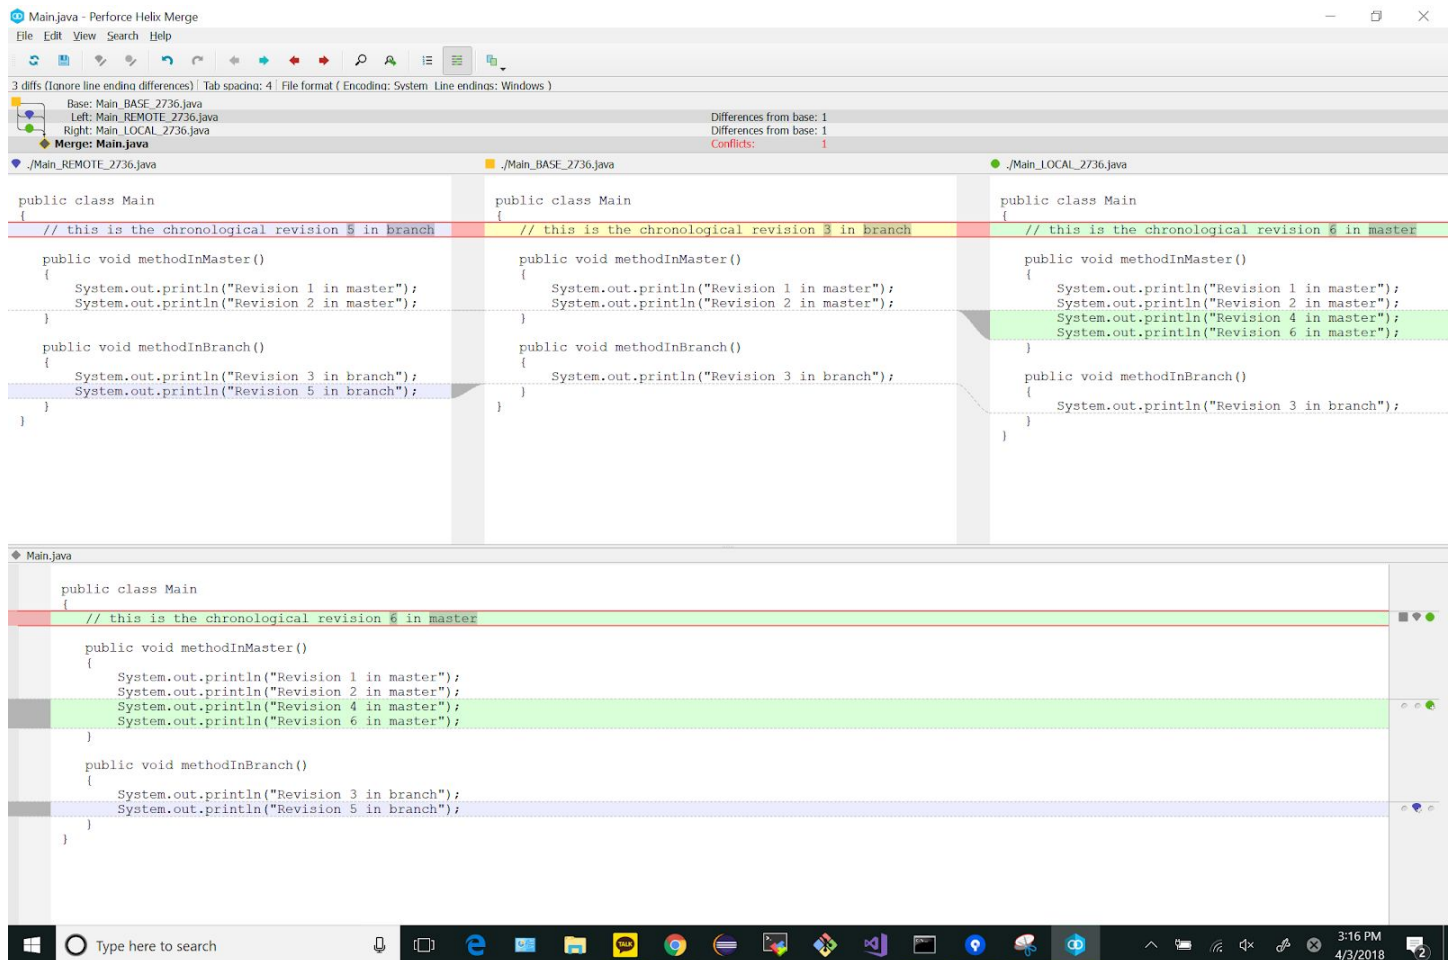 Main.java - Perforce Helix Merge
File Edit View Search Help
3 diffs (Ignore line ending differences) Tab spacing: 4 File format ( Encoding: System Line endings: Windows )
Base: Main_BASE_2736.java
Left: Main_REMOTE_2736.java Differences from base: 1
Right: Main_LOCAL_2736.java Differences from base: 1
Merge: Main.java Conflicts: 1
./Main_REMOTE_2736.java
public class Main
{
// this is the chronological revision 5 in branch
public void methodInMaster()
{
System.out.println("Revision 1 in master");
System.out.println("Revision 2 in master");
}
public void methodInBranch()
{
System.out.println("Revision 3 in branch");
System.out.println("Revision 5 in branch");
}
}
./Main_BASE_2736.java
public class Main
{
// this is the chronological revision 3 in branch
public void methodInMaster()
{
System.out.println("Revision 1 in master");
System.out.println("Revision 2 in master");
}
public void methodInBranch()
{
System.out.println("Revision 3 in branch");
}
}
./Main_LOCAL_2736.java
public class Main
{
// this is the chronological revision 6 in master
public void methodInMaster()
{
System.out.println("Revision 1 in master");
System.out.println("Revision 2 in master");
System.out.println("Revision 4 in master");
System.out.println("Revision 6 in master");
}
public void methodInBranch()
{
System.out.println("Revision 3 in branch");
}
}
Main.java
public class Main
{
// this is the chronological revision 6 in master
public void methodInMaster()
{
System.out.println("Revision 1 in master");
System.out.println("Revision 2 in master");
System.out.println("Revision 4 in master");
System.out.println("Revision 6 in master");
}
public void methodInBranch()
{
System.out.println("Revision 3 in branch");
System.out.println("Revision 5 in branch");
}
}
Type here to search
TALK
3:16 PM
4/3/2018
2